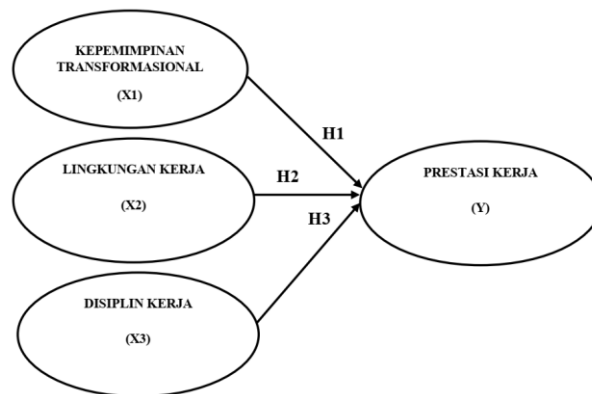 KEPEMIMPINAN
TRANSFORMASIONAL
(X1)
H1
LINGKUNGAN KERJA
(X2)
H2
PRESTASI KERJA
(Y)
H3
DISIPLIN KERJA
(X3)